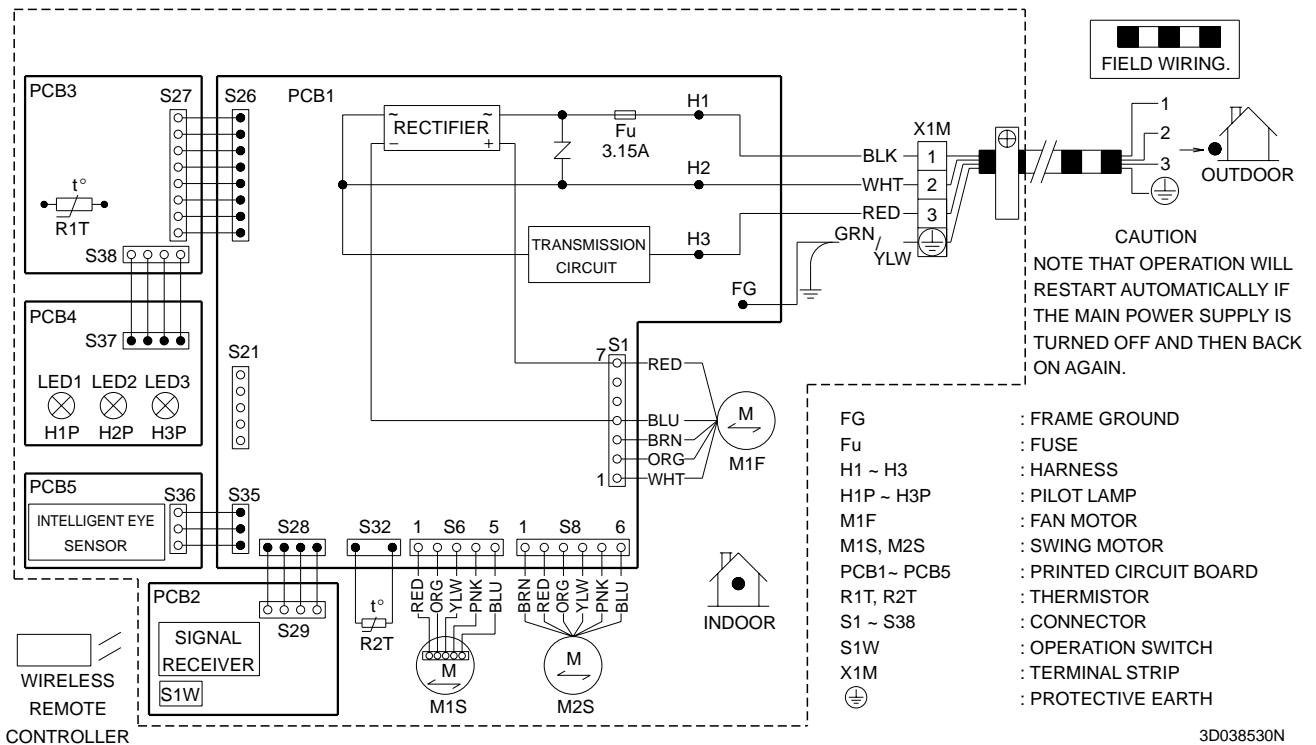 FIELD WIRING.
PCB3
S27
S26
PCB1
RECTIFIER
~
~
–
+
Fu
3.15A
H1
H2
H3
X1M
BLK
1
WHT
2
RED
3
GRN/YLW
1
2
3
OUTDOOR
t°
R1T
S38
TRANSMISSION
CIRCUIT
FG
CAUTION
NOTE THAT OPERATION WILL
RESTART AUTOMATICALLY IF
THE MAIN POWER SUPPLY IS
TURNED OFF AND THEN BACK
ON AGAIN.
PCB4
S37
LED1 LED2 LED3
H1P H2P H3P
S21
S1
7
RED
BLU
BRN
ORG
1
WHT
M
M1F
PCB5
S36
S35
INTELLIGENT EYE
SENSOR
S28
S32
1 S6 5
1 S8 6
RED
ORG
YLW
PNK
BLU
BRN
RED
ORG
YLW
PNK
BLU
PCB2
S29
SIGNAL
RECEIVER
S1W
t°
R2T
M
M1S
M
M2S
INDOOR
WIRELESS
REMOTE
CONTROLLER
FG : FRAME GROUND
Fu : FUSE
H1 ~ H3 : HARNESS
H1P ~ H3P : PILOT LAMP
M1F : FAN MOTOR
M1S, M2S : SWING MOTOR
PCB1~ PCB5 : PRINTED CIRCUIT BOARD
R1T, R2T : THERMISTOR
S1 ~ S38 : CONNECTOR
S1W : OPERATION SWITCH
X1M : TERMINAL STRIP
: PROTECTIVE EARTH
3D038530N